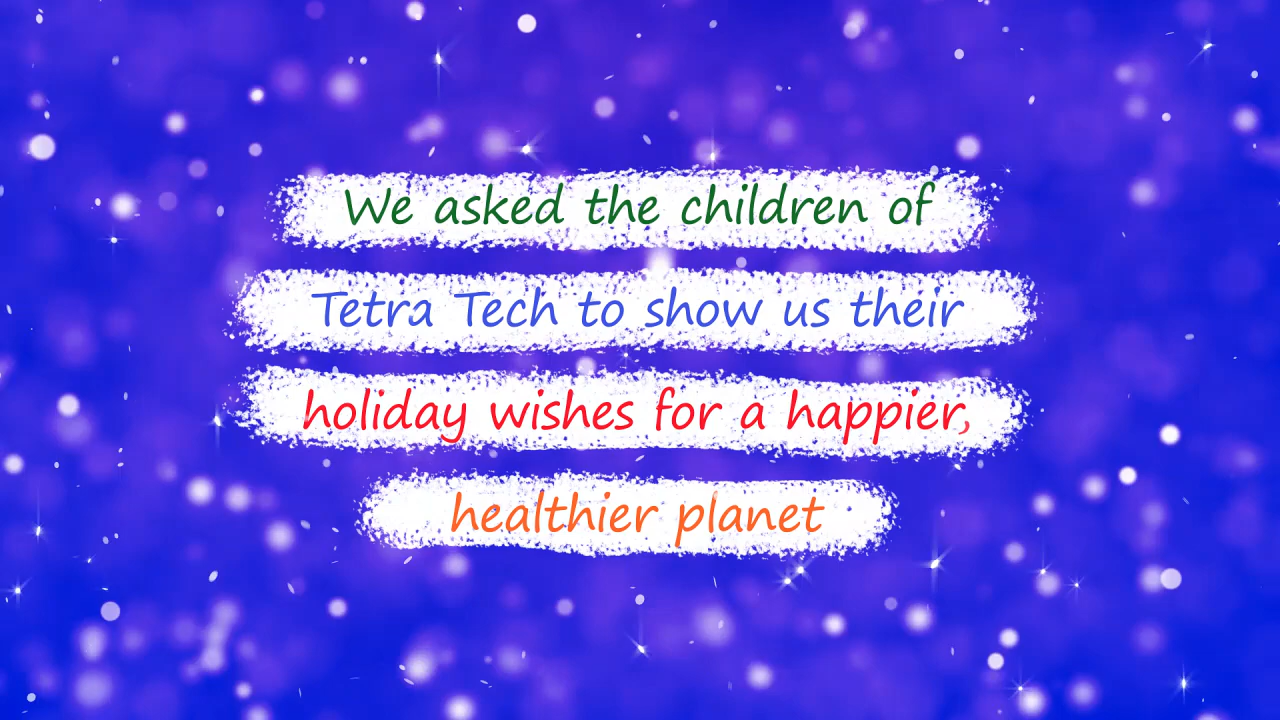 We asked the children of
Tetra Tech to show us their
holiday wishes for a happier,
healthier planet